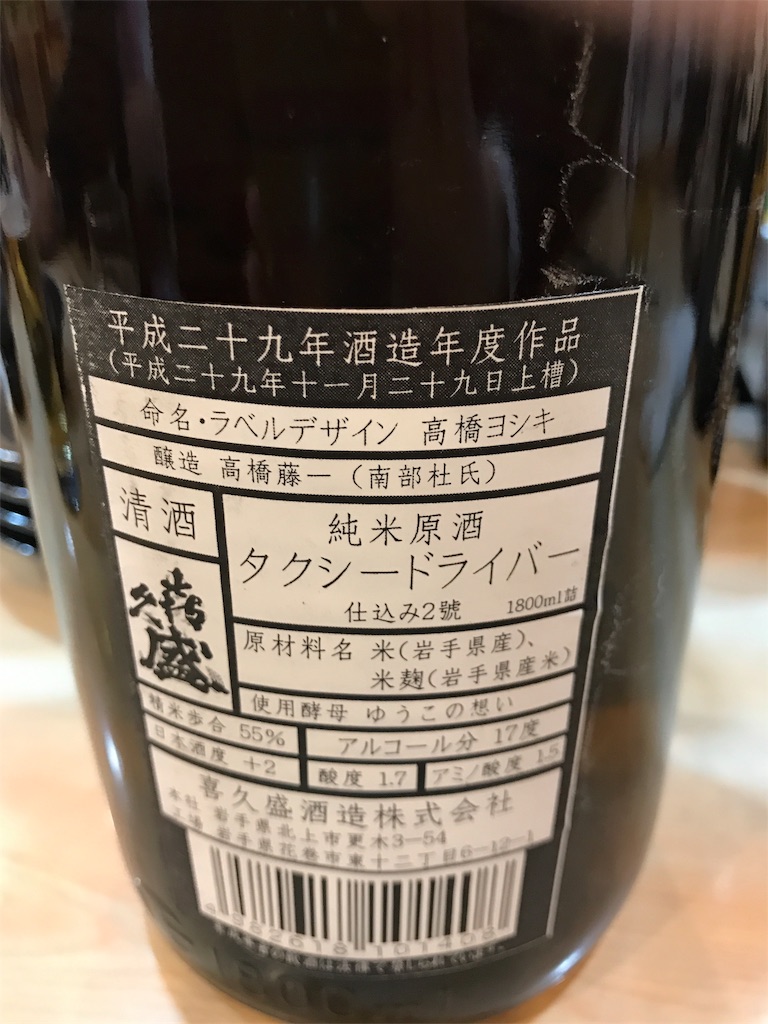 平成二十九年酒造年度作品
(平成二十九年十一月二十九日上槽)
命名・ラベルデザイン 高橋ヨシキ
醸造 高橋藤一(南部杜氏)
清酒
純米原酒
タクシードライバー
仕込み2號 1800ml詰
喜久盛
原材料名 米(岩手県産)、
米麹(岩手県産米)
使用酵母 ゆうこの想い
精米歩合 55%
アルコール分 17度
日本酒度 +2
酸度 1.7
アミノ酸度 1.5
喜久盛酒造株式会社
本社 岩手県北上市更木3-54
工場 岩手県花巻市東十二丁目6-12-1